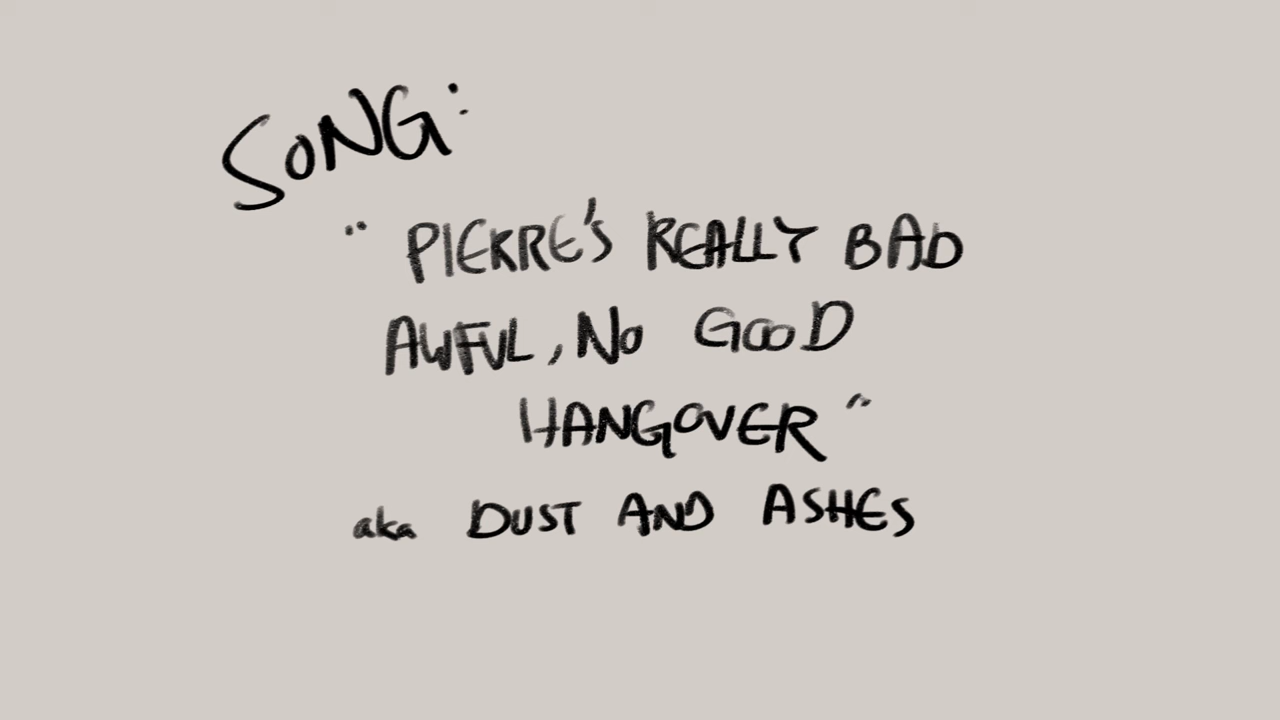 SONG:
"PIERRE'S REALLY BAD
AWFUL, NO GOOD
HANGOVER"
aka DUST AND ASHES